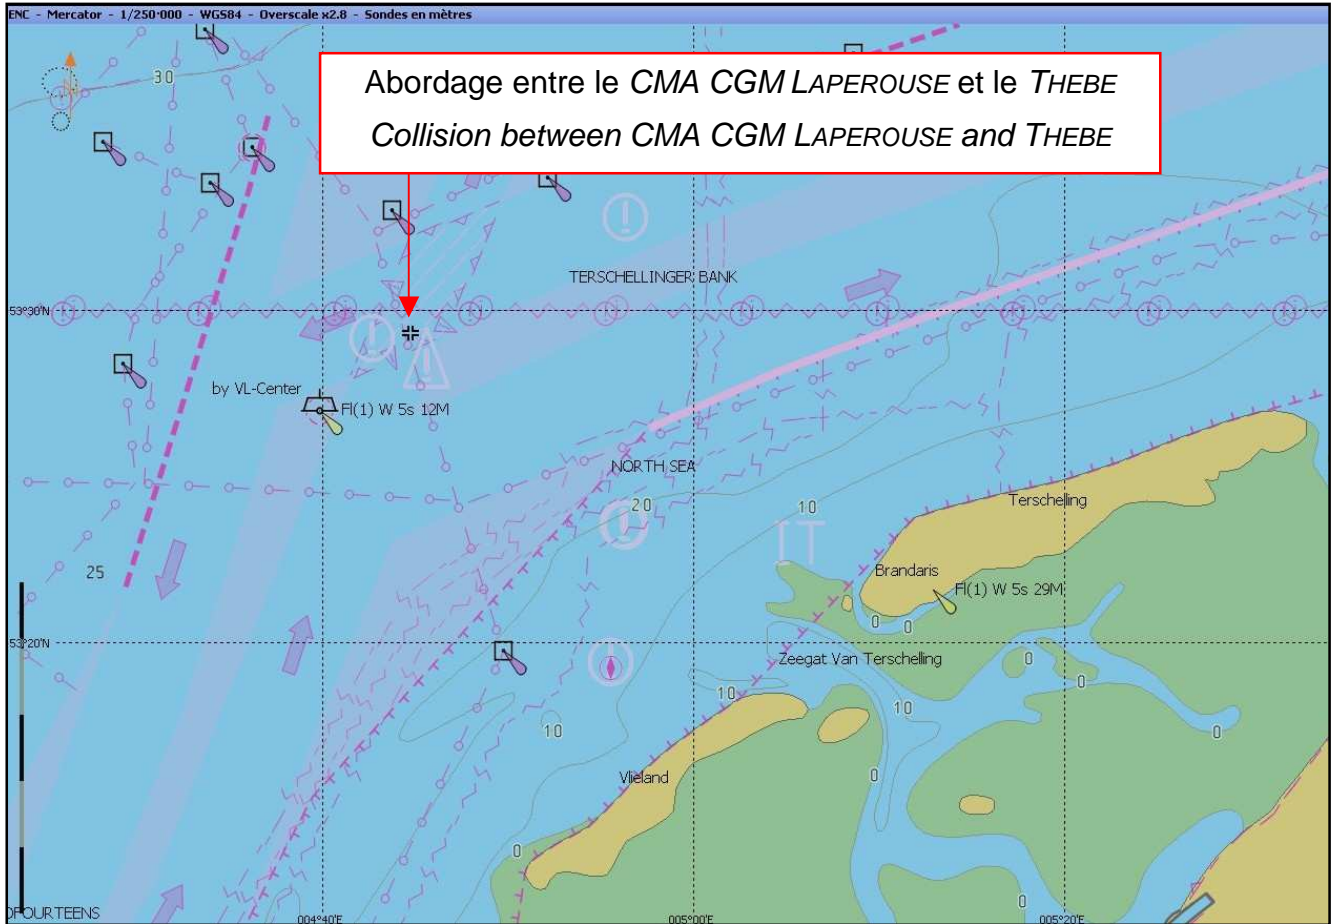 ENC - Mercator - 1/250·000 - WGS84 - Overscale x2.8 - Sondes en mètres
Abordage entre le CMA CGM LAPEROUSE et le THEBE
Collision between CMA CGM LAPEROUSE and THEBE
30
TERSCHELLINGER BANK
53°30'N
by VL-Center
Fl(1) W 5s 12M
NORTH SEA
20
10
Terschelling
25
Brandaris
Fl(1) W 5s 29M
0
0
53°20'N
Zeegat Van Terschelling
0
0
10
10
10
0
Vlieland
0
0
0
004°40'E
005°00'E
005°20'E